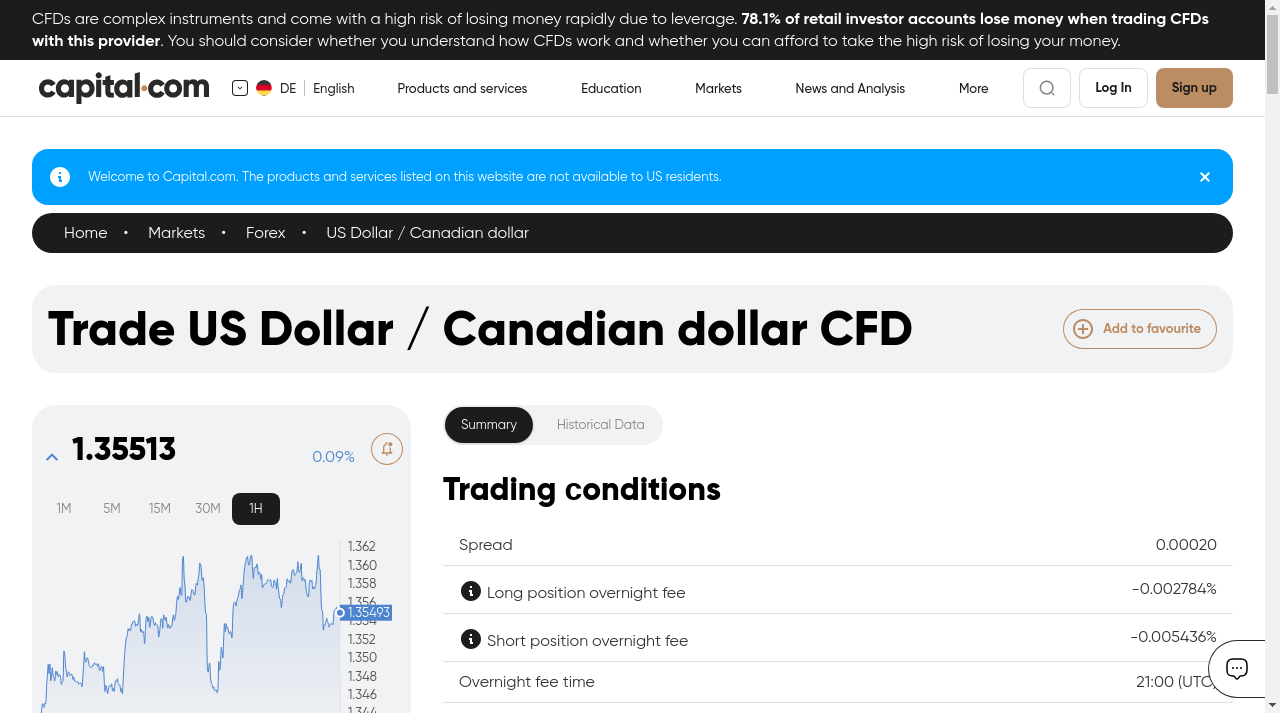 CFDs are complex instruments and come with a high risk of losing money rapidly due to leverage. 78.1% of retail investor accounts lose money when trading CFDs
with this provider. You should consider whether you understand how CFDs work and whether you can afford to take the high risk of losing your money.
capital.com
DE English
Products and services
Education
Markets
News and Analysis
More
Log In
Sign up
Welcome to Capital.com. The products and services listed on this website are not available to US residents.
Home • Markets • Forex • US Dollar / Canadian dollar
Trade US Dollar / Canadian dollar CFD
Add to favourite
1.35513
0.09%
1M 5M 15M 30M 1H
1.362
1.360
1.358
1.356
1.35493
1.354
1.352
1.350
1.348
1.346
1.344
Summary
Historical Data
Trading conditions
Spread 0.00020
Long position overnight fee -0.002784%
Short position overnight fee -0.005436%
Overnight fee time 21:00 (UTC)